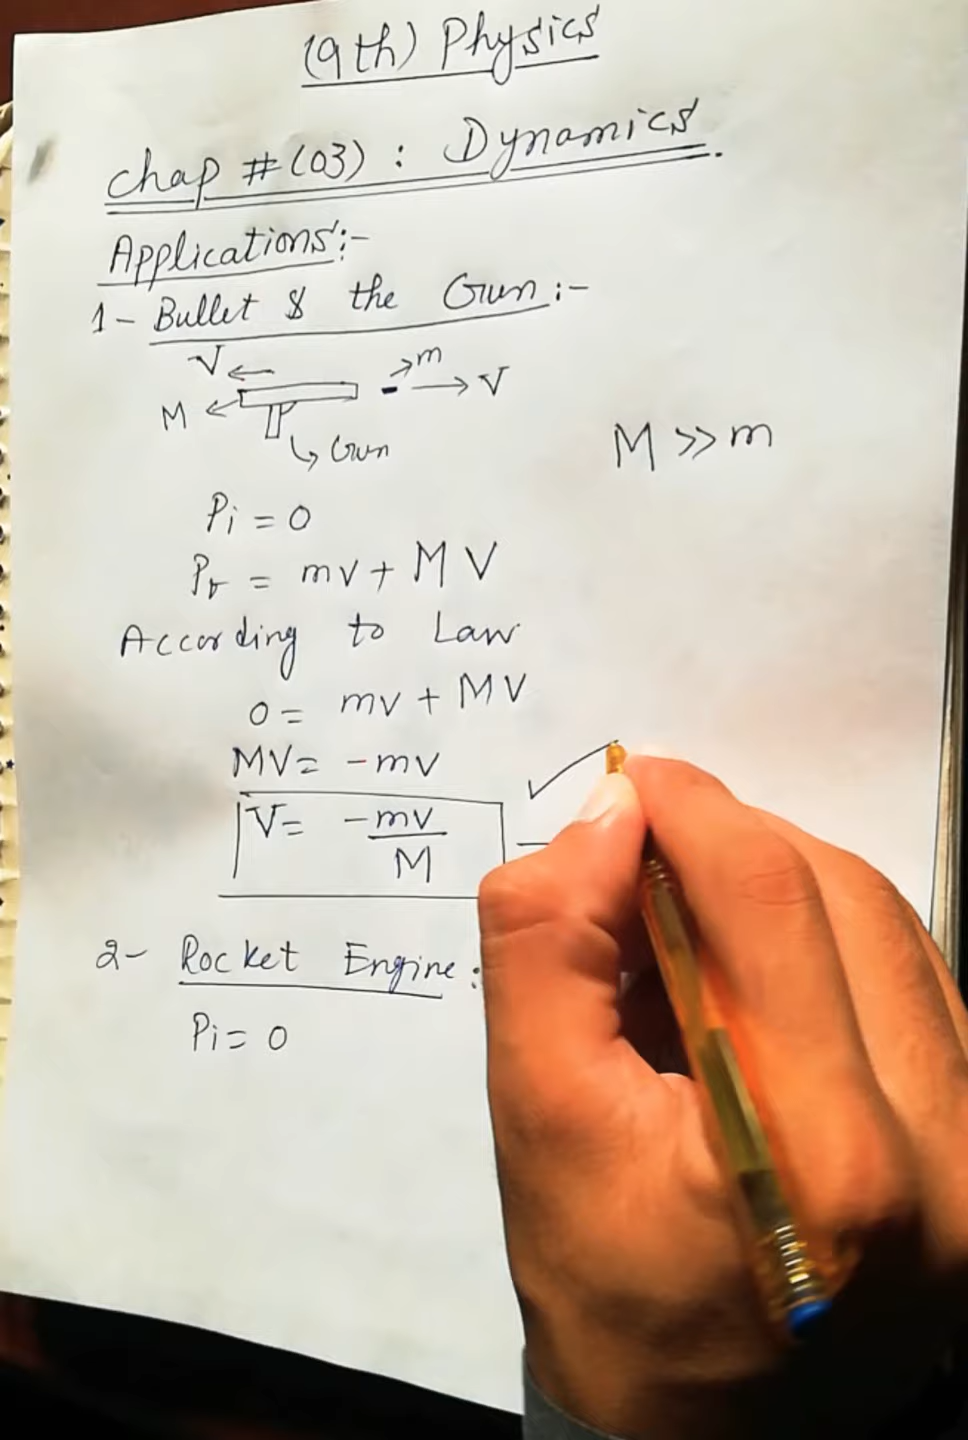 (9th) Physics
Chap #(03): Dynamics.
Applications:-
1- Bullet & the Gun:-
V ← → m
→ V
M ←
↳ Gun
M >> m
Pi = 0
Pf = mv + MV
According to Law
0 = mv + MV
MV = -mv
V = -mv/M
2- Rocket Engine:
Pi = 0